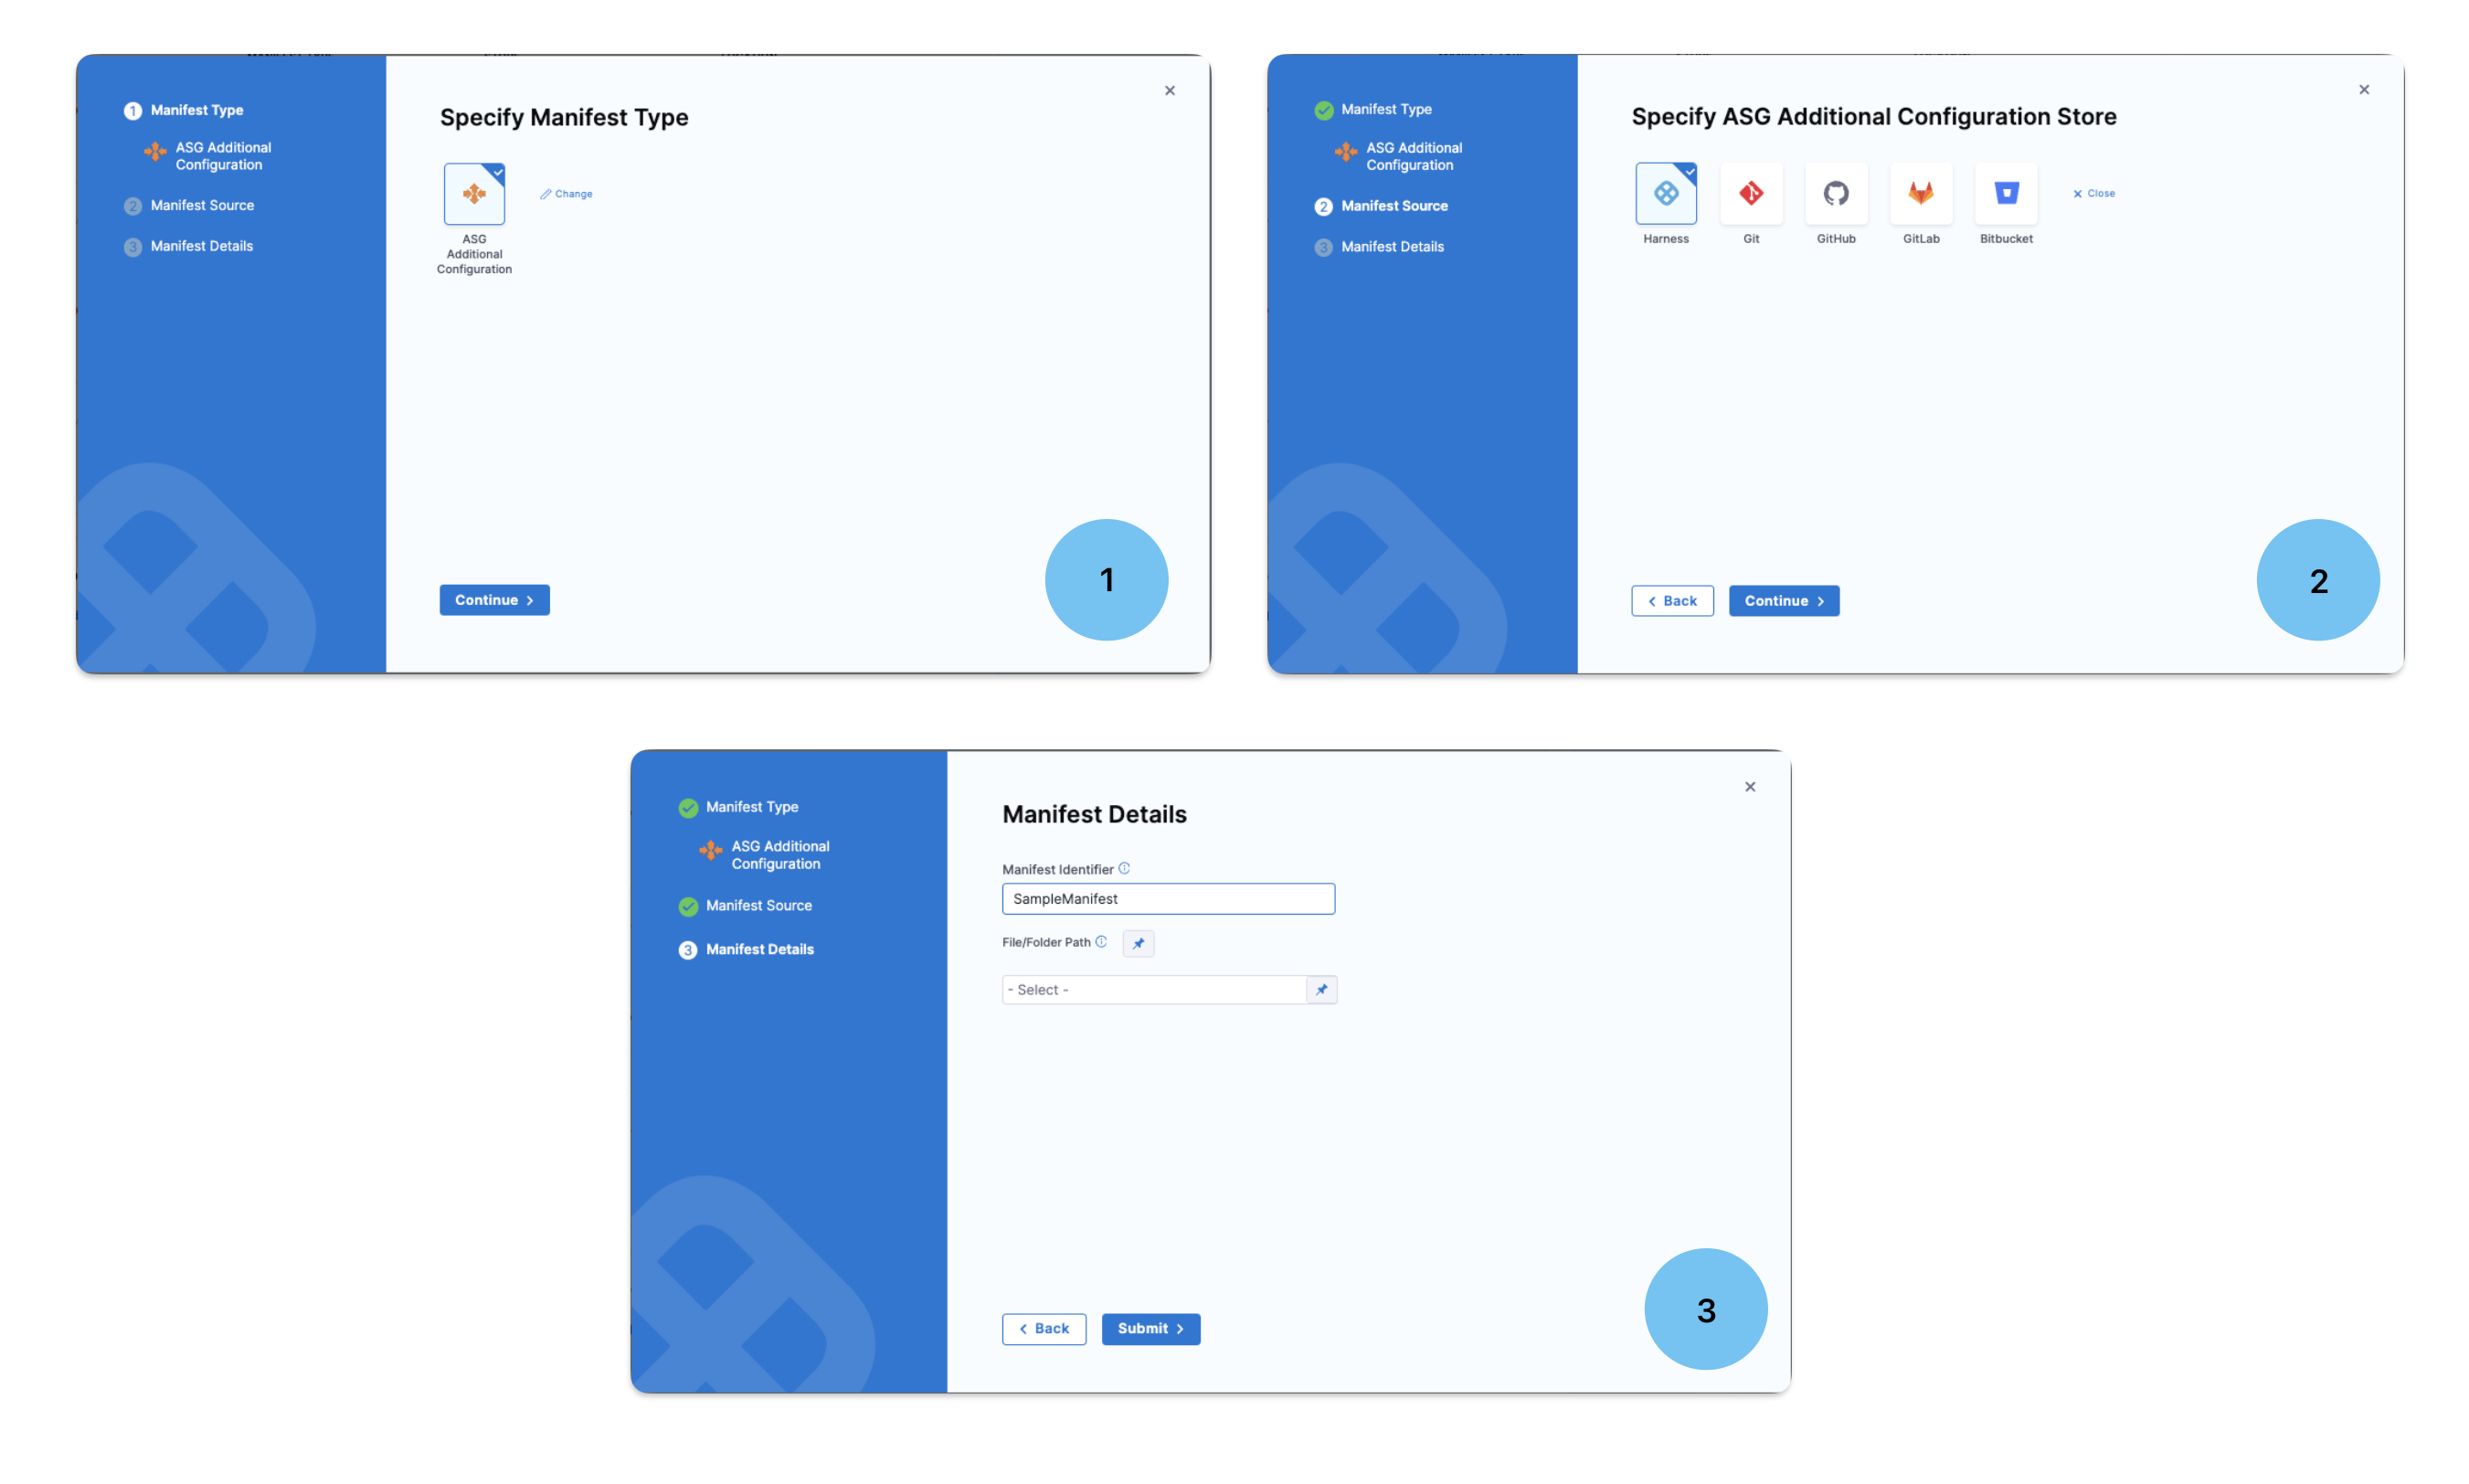 1 Manifest Type
ASG Additional
Configuration
2 Manifest Source
3 Manifest Details
Specify Manifest Type
Change
ASG
Additional
Configuration
Continue
1
Manifest Type
ASG Additional
Configuration
2 Manifest Source
3 Manifest Details
Specify ASG Additional Configuration Store
Harness
Git
GitHub
GitLab
Bitbucket
Close
Back
Continue
2
Manifest Type
ASG Additional
Configuration
Manifest Source
3 Manifest Details
Manifest Details
Manifest Identifier
SampleManifest
File/Folder Path
- Select -
Back
Submit
3